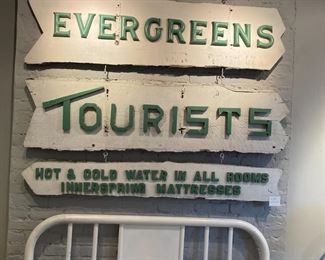 EVERGREENS
TOURISTS
HOT & COLD WATER IN ALL ROOMS
INNERSPRING MATTRESSES